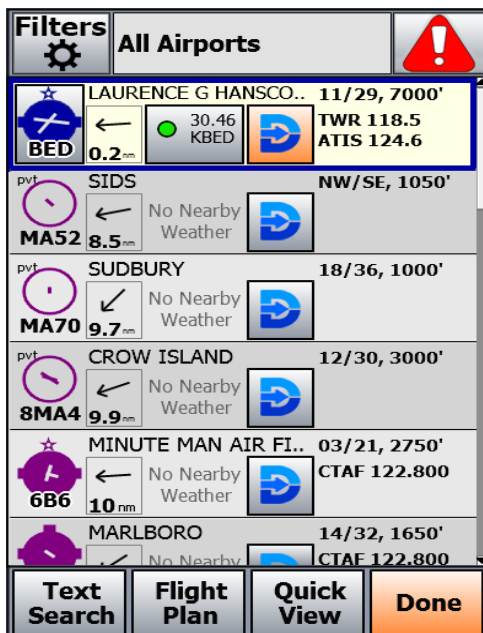 Filters
All Airports
LAURENCE G HANSCO.. 11/29, 7000'
BED
0.2nm
30.46
KBED
TWR 118.5
ATIS 124.6
pvt
SIDS NW/SE, 1050'
MA52
8.5nm
No Nearby
Weather
pvt
SUDBURY 18/36, 1000'
MA70
9.7nm
No Nearby
Weather
pvt
CROW ISLAND 12/30, 3000'
8MA4
9.9nm
No Nearby
Weather
MINUTE MAN AIR FI.. 03/21, 2750'
6B6
10nm
No Nearby
Weather
CTAF 122.800
MARLBORO 14/32, 1650'
No Nearby
CTAF 122.800
Text
Search
Flight
Plan
Quick
View
Done